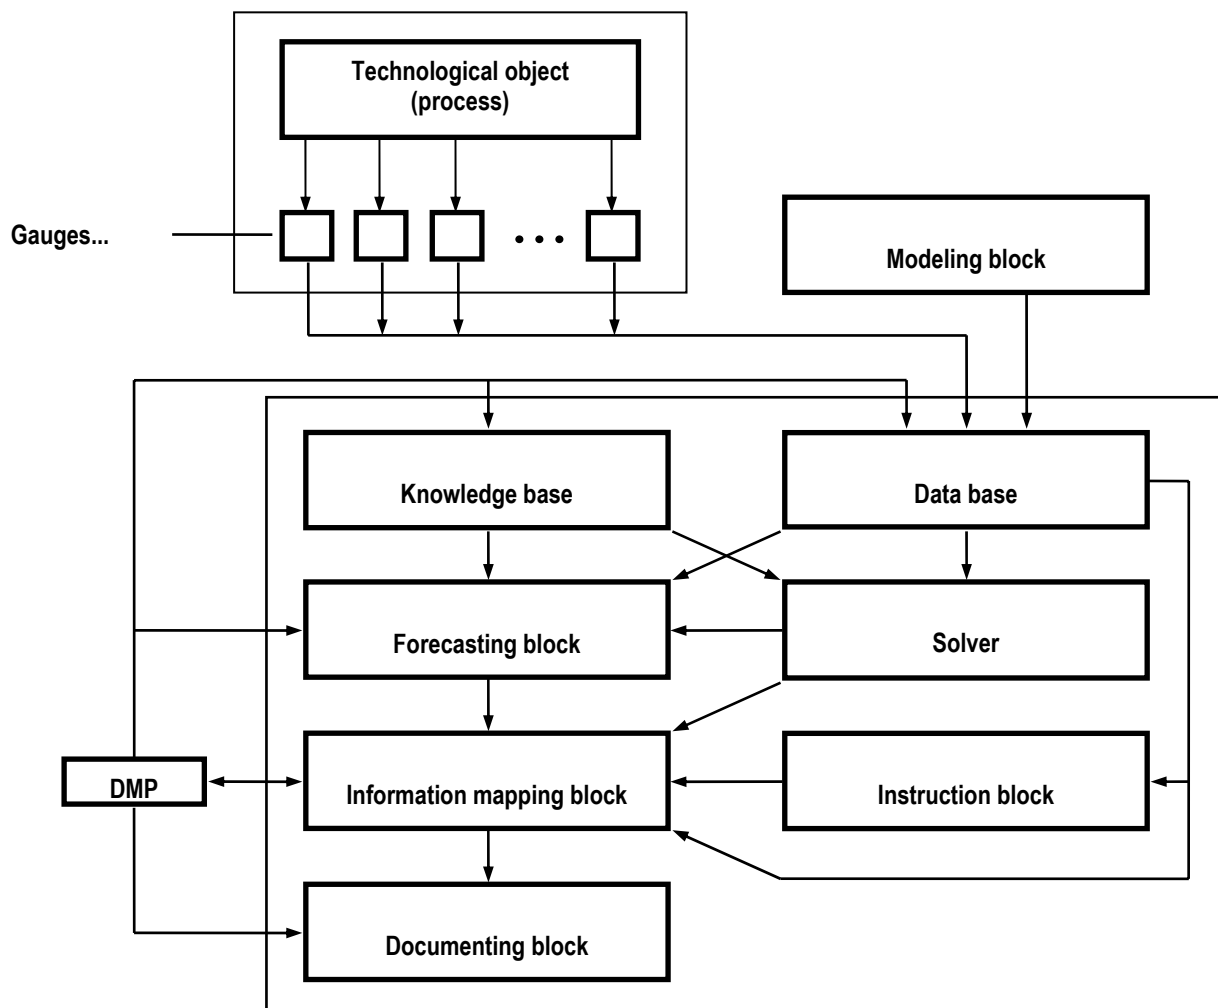 Technological object
(process)
Gauges...
• • •
Modeling block
Knowledge base
Data base
Forecasting block
Solver
DMP
Information mapping block
Instruction block
Documenting block